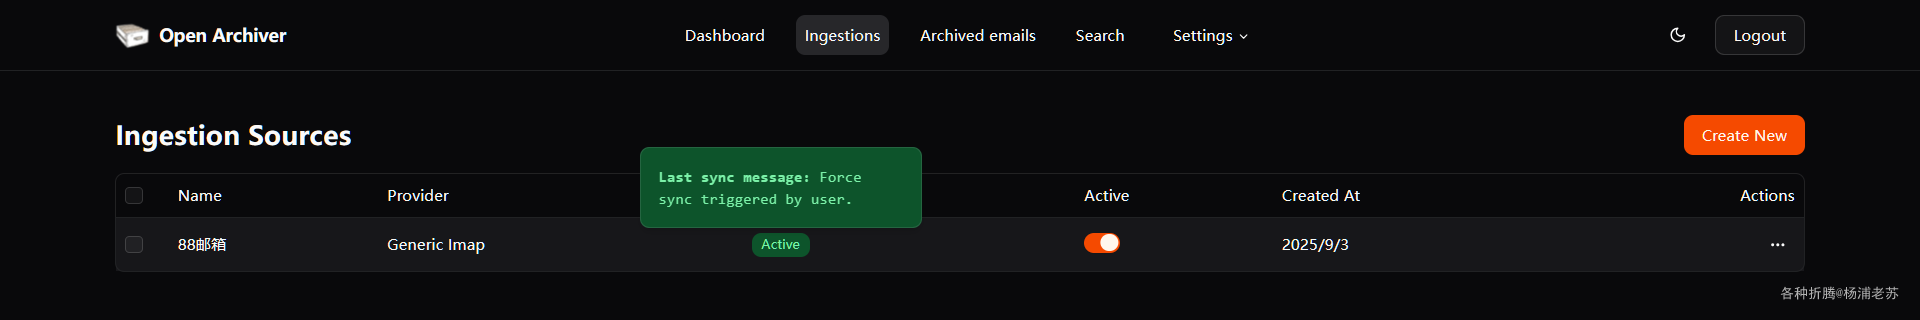 Open Archiver
Dashboard
Ingestions
Archived emails
Search
Settings
Logout
Ingestion Sources
Create New
Last sync message: Force
sync triggered by user.
Name
Provider
Active
Created At
Actions
88邮箱
Generic Imap
Active
2025/9/3
各种折腾@杨浦老苏